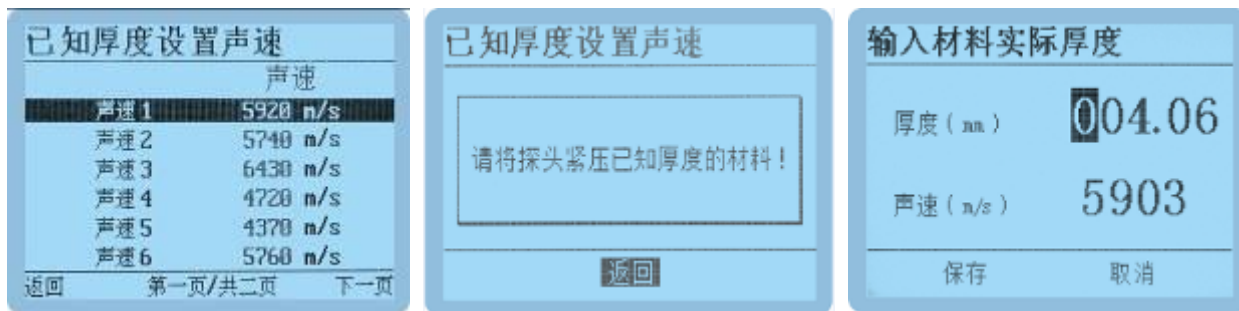 已知厚度设置声速
声速
声速1 5920 m/s
声速2 5740 m/s
声速3 6430 m/s
声速4 4720 m/s
声速5 4370 m/s
声速6 5760 m/s
返回 第一页/共二页 下一页
已知厚度设置声速
请将探头紧压已知厚度的材料！
返回
输入材料实际厚度
厚度(mm) 004.06
声速(m/s) 5903
保存 取消